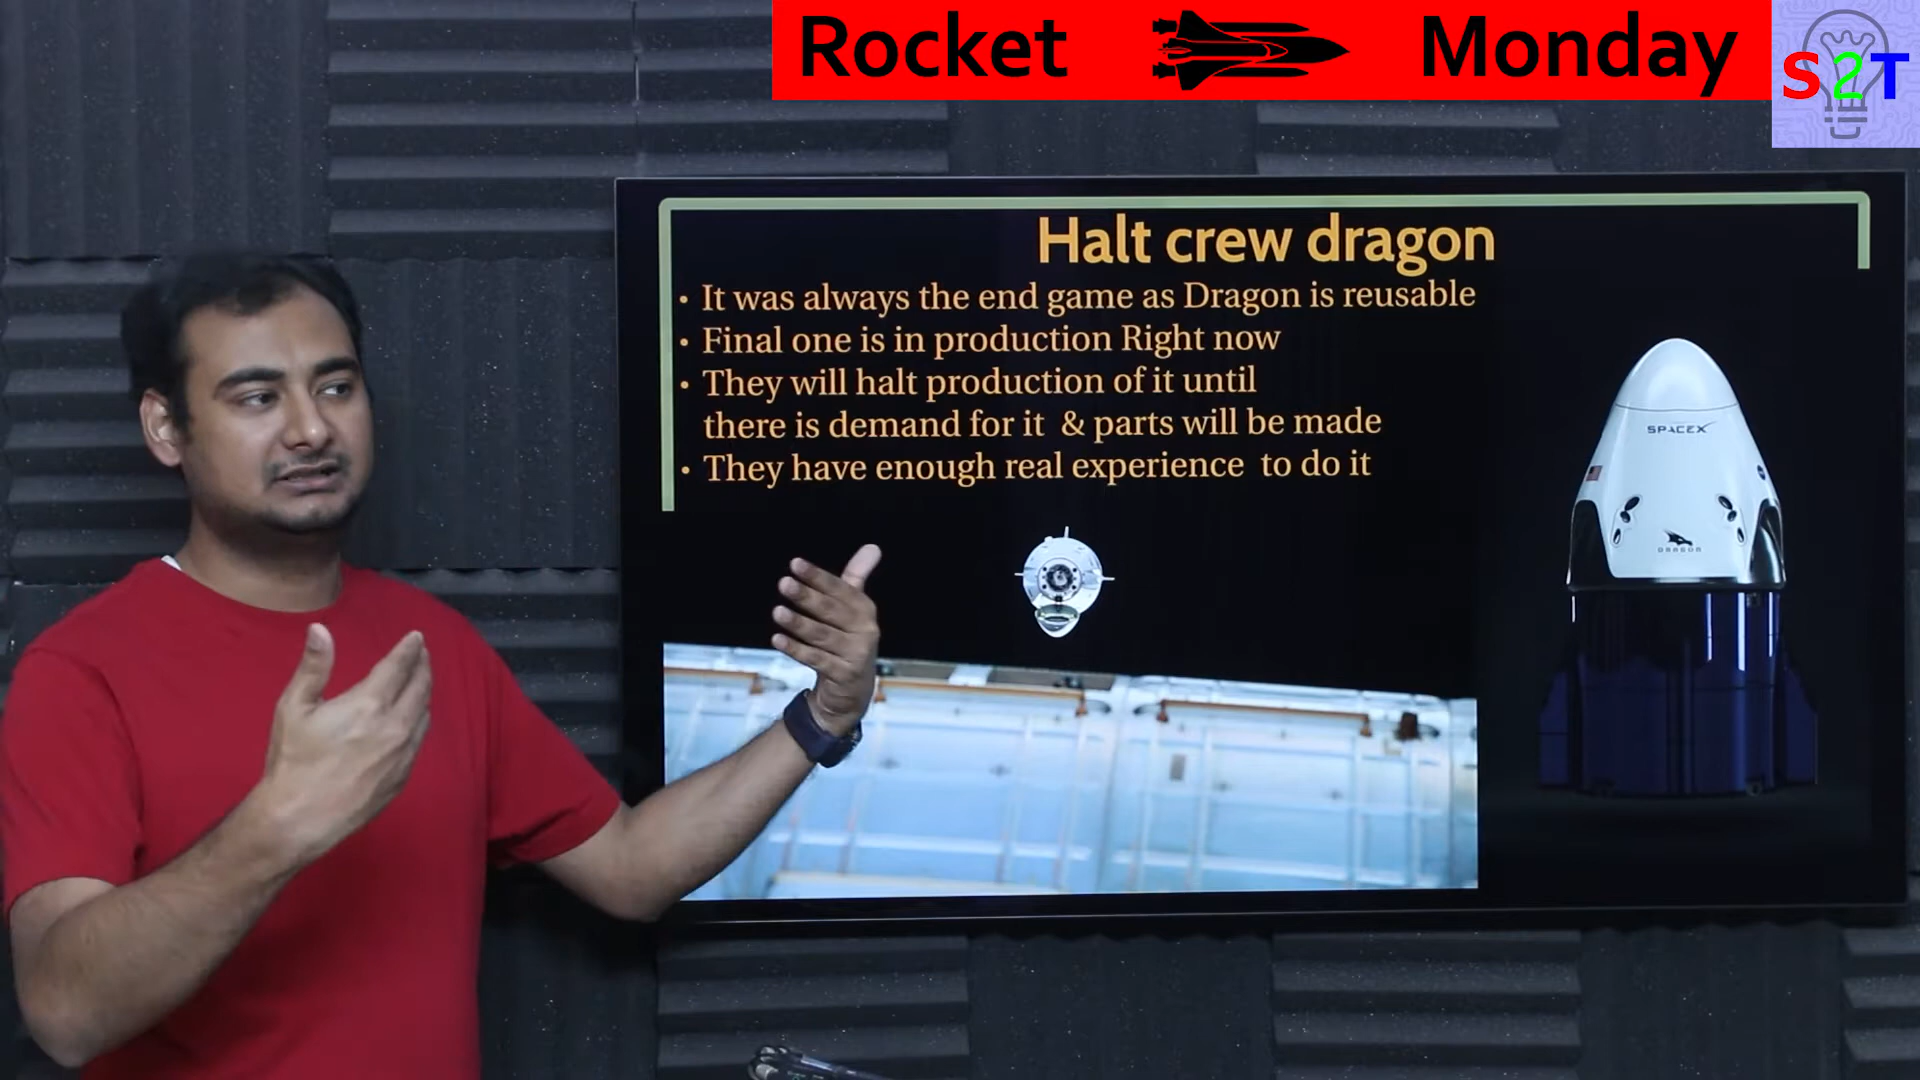 Rocket Monday
S2T
Halt crew dragon
• It was always the end game as Dragon is reusable
• Final one is in production Right now
• They will halt production of it until
there is demand for it & parts will be made
• They have enough real experience to do it
SPACEX
DRAGON